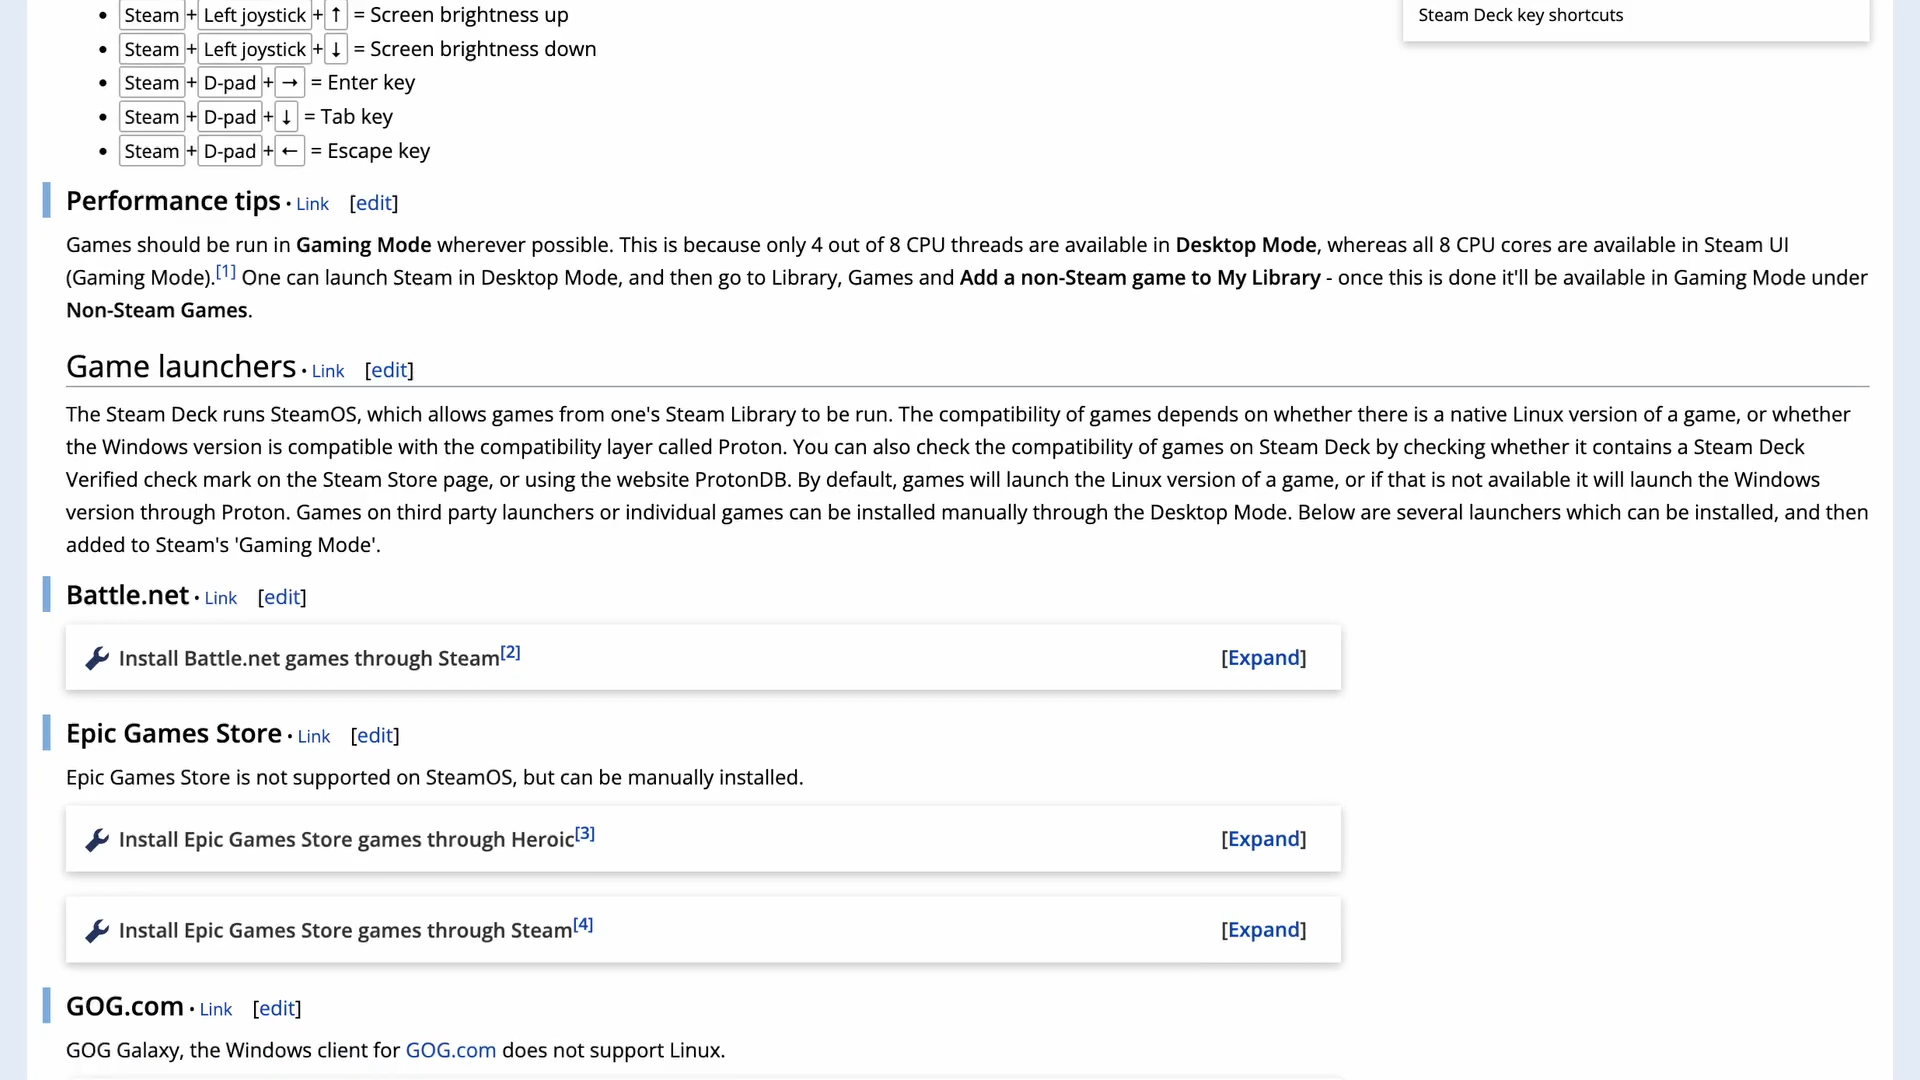 Steam + Left joystick + ↑ = Screen brightness up
Steam Deck key shortcuts
Steam + Left joystick + ↓ = Screen brightness down
Steam + D-pad + → = Enter key
Steam + D-pad + ↓ = Tab key
Steam + D-pad + ← = Escape key
Performance tips • Link [edit]
Games should be run in Gaming Mode wherever possible. This is because only 4 out of 8 CPU threads are available in Desktop Mode, whereas all 8 CPU cores are available in Steam UI
(Gaming Mode).[1] One can launch Steam in Desktop Mode, and then go to Library, Games and Add a non-Steam game to My Library - once this is done it'll be available in Gaming Mode under
Non-Steam Games.
Game launchers • Link [edit]
The Steam Deck runs SteamOS, which allows games from one's Steam Library to be run. The compatibility of games depends on whether there is a native Linux version of a game, or whether
the Windows version is compatible with the compatibility layer called Proton. You can also check the compatibility of games on Steam Deck by checking whether it contains a Steam Deck
Verified check mark on the Steam Store page, or using the website ProtonDB. By default, games will launch the Linux version of a game, or if that is not available it will launch the Windows
version through Proton. Games on third party launchers or individual games can be installed manually through the Desktop Mode. Below are several launchers which can be installed, and then
added to Steam's 'Gaming Mode'.
Battle.net • Link [edit]
Install Battle.net games through Steam[2] [Expand]
Epic Games Store • Link [edit]
Epic Games Store is not supported on SteamOS, but can be manually installed.
Install Epic Games Store games through Heroic[3] [Expand]
Install Epic Games Store games through Steam[4] [Expand]
GOG.com • Link [edit]
GOG Galaxy, the Windows client for GOG.com does not support Linux.